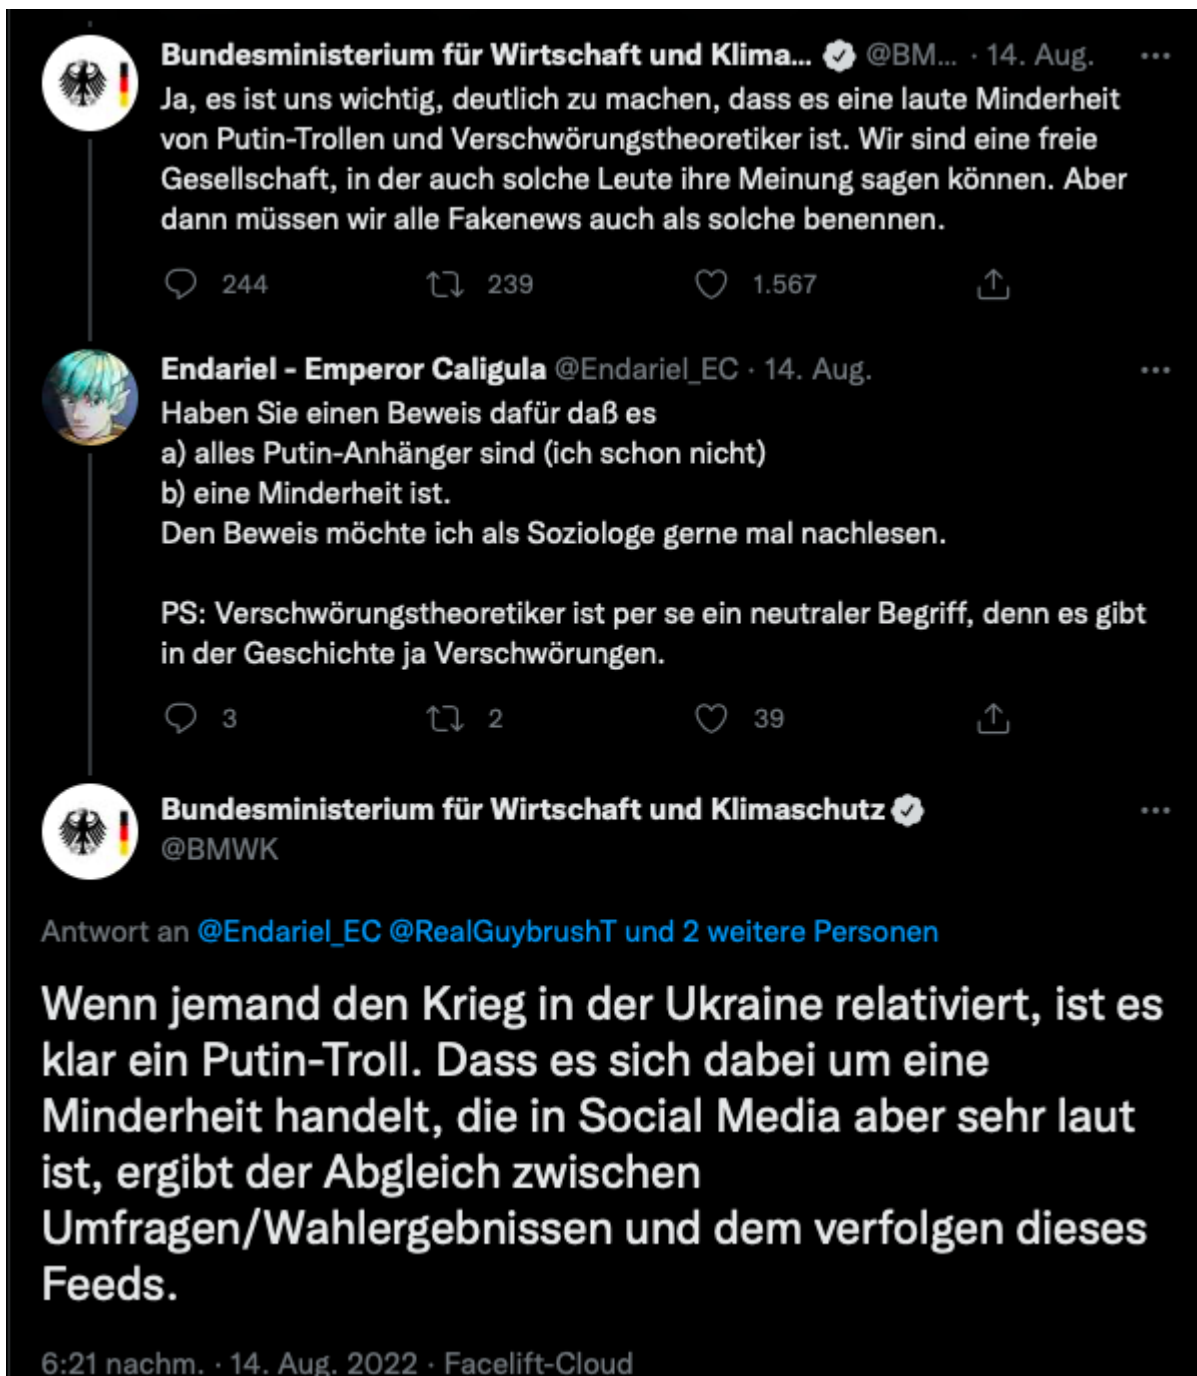 Bundesministerium für Wirtschaft und Klima... @BM... · 14. Aug.
Ja, es ist uns wichtig, deutlich zu machen, dass es eine laute Minderheit
von Putin-Trollen und Verschwörungstheoretiker ist. Wir sind eine freie
Gesellschaft, in der auch solche Leute ihre Meinung sagen können. Aber
dann müssen wir alle Fakenews auch als solche benennen.
244 239 1.567
Endariel - Emperor Caligula @Endariel_EC · 14. Aug.
Haben Sie einen Beweis dafür daß es
a) alles Putin-Anhänger sind (ich schon nicht)
b) eine Minderheit ist.
Den Beweis möchte ich als Soziologe gerne mal nachlesen.
PS: Verschwörungstheoretiker ist per se ein neutraler Begriff, denn es gibt
in der Geschichte ja Verschwörungen.
3 2 39
Bundesministerium für Wirtschaft und Klimaschutz
@BMWK
Antwort an @Endariel_EC @RealGuybrushT und 2 weitere Personen
Wenn jemand den Krieg in der Ukraine relativiert, ist es
klar ein Putin-Troll. Dass es sich dabei um eine
Minderheit handelt, die in Social Media aber sehr laut
ist, ergibt der Abgleich zwischen
Umfragen/Wahlergebnissen und dem verfolgen dieses
Feeds.
6:21 nachm. · 14. Aug. 2022 · Facelift-Cloud